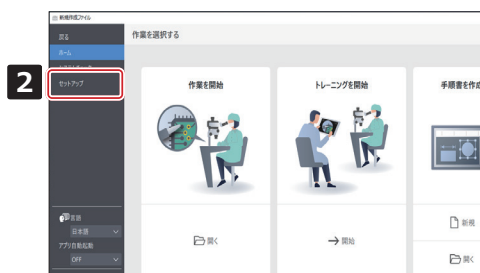 新規作成ファイル
戻る
作業を選択する
ホーム
2
セットアップ
作業を開始
トレーニングを開始
手順書を作成
言語
日本語
アプリ自動起動
OFF
開く
開始
新規
開く